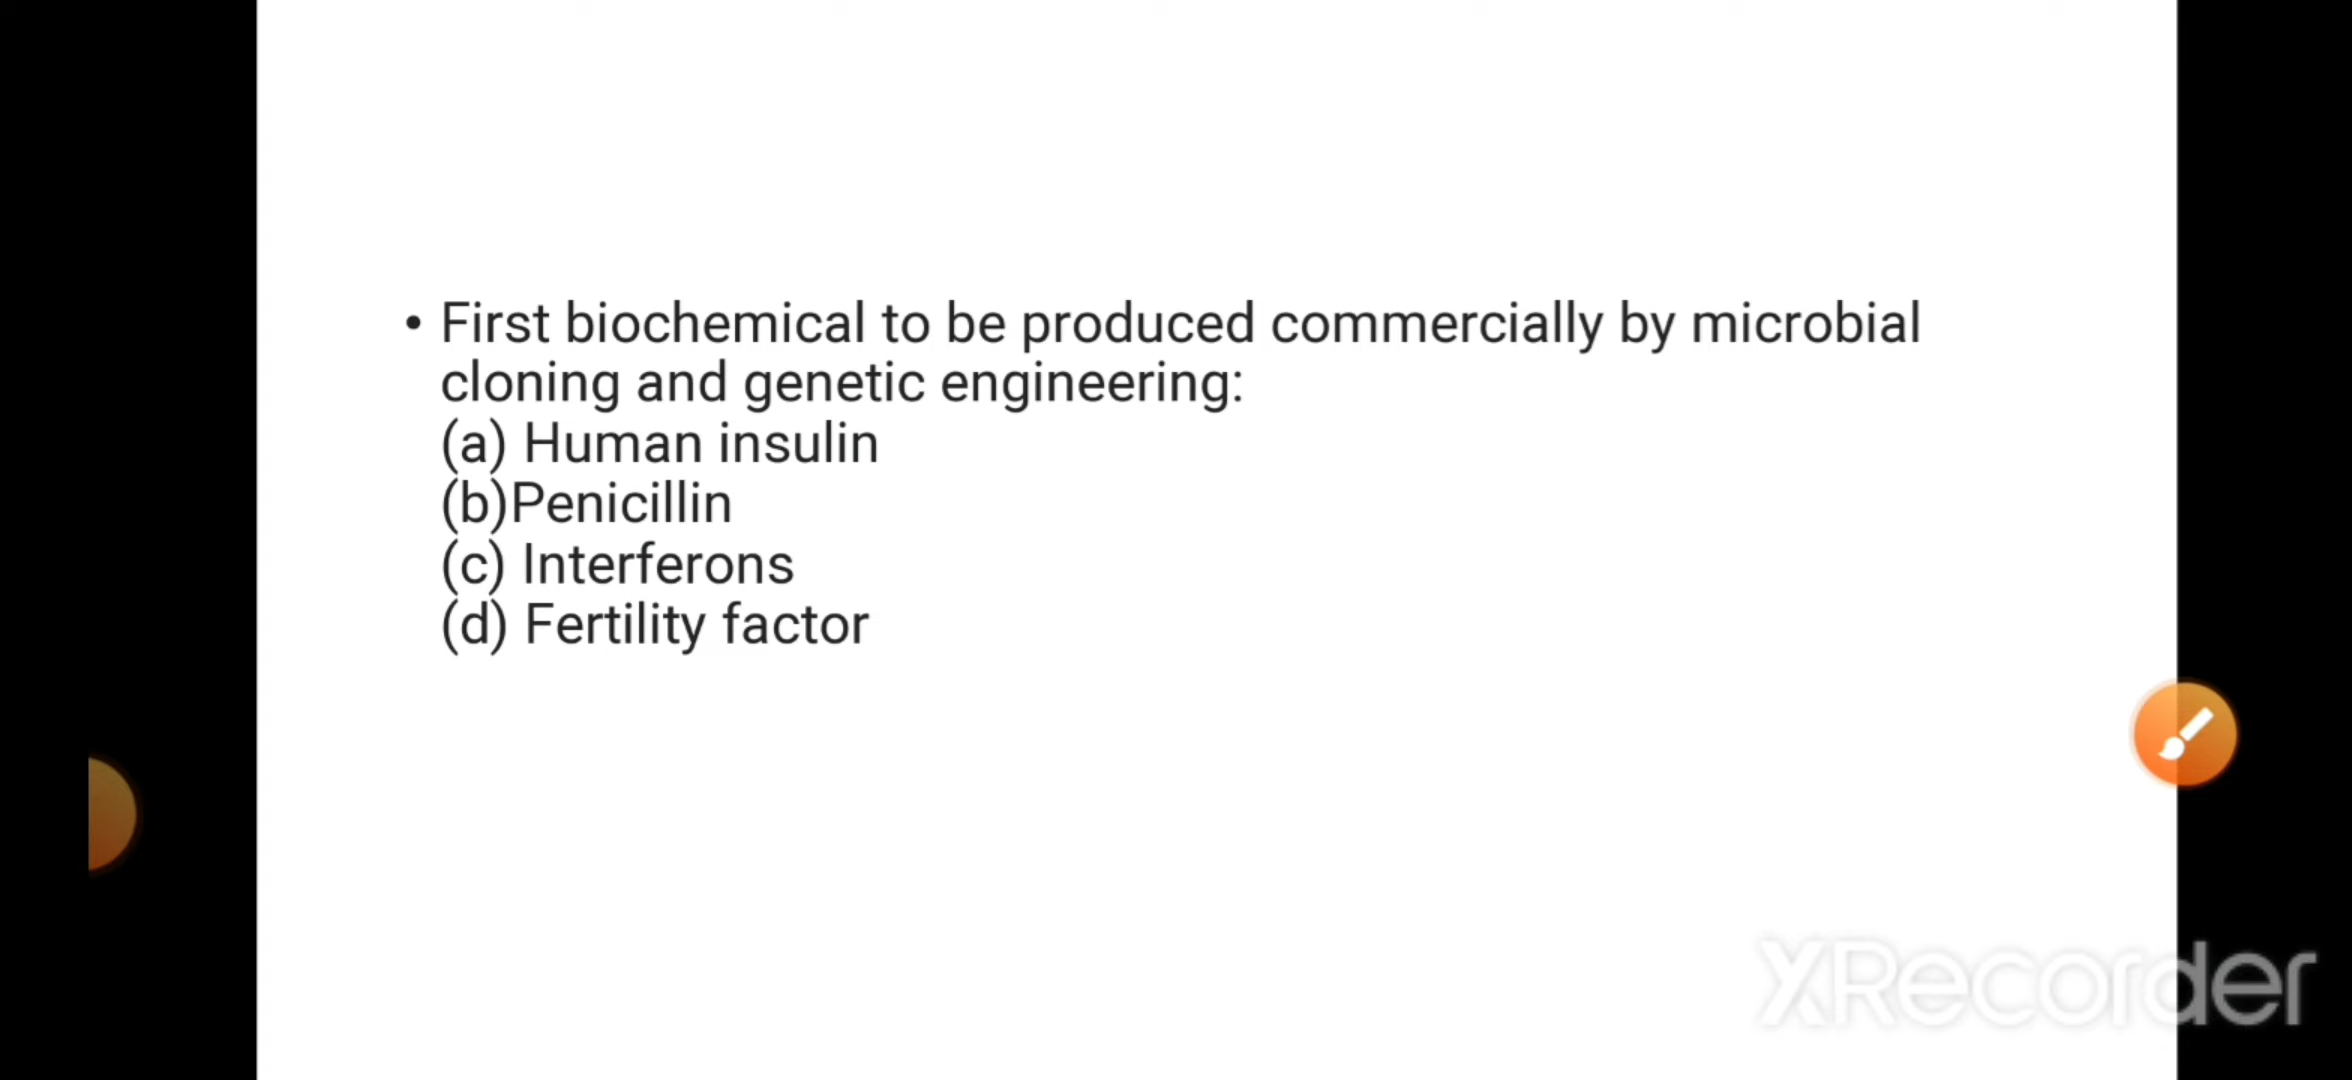 • First biochemical to be produced commercially by microbial
cloning and genetic engineering:
(a) Human insulin
(b)Penicillin
(c) Interferons
(d) Fertility factor
XRecorder